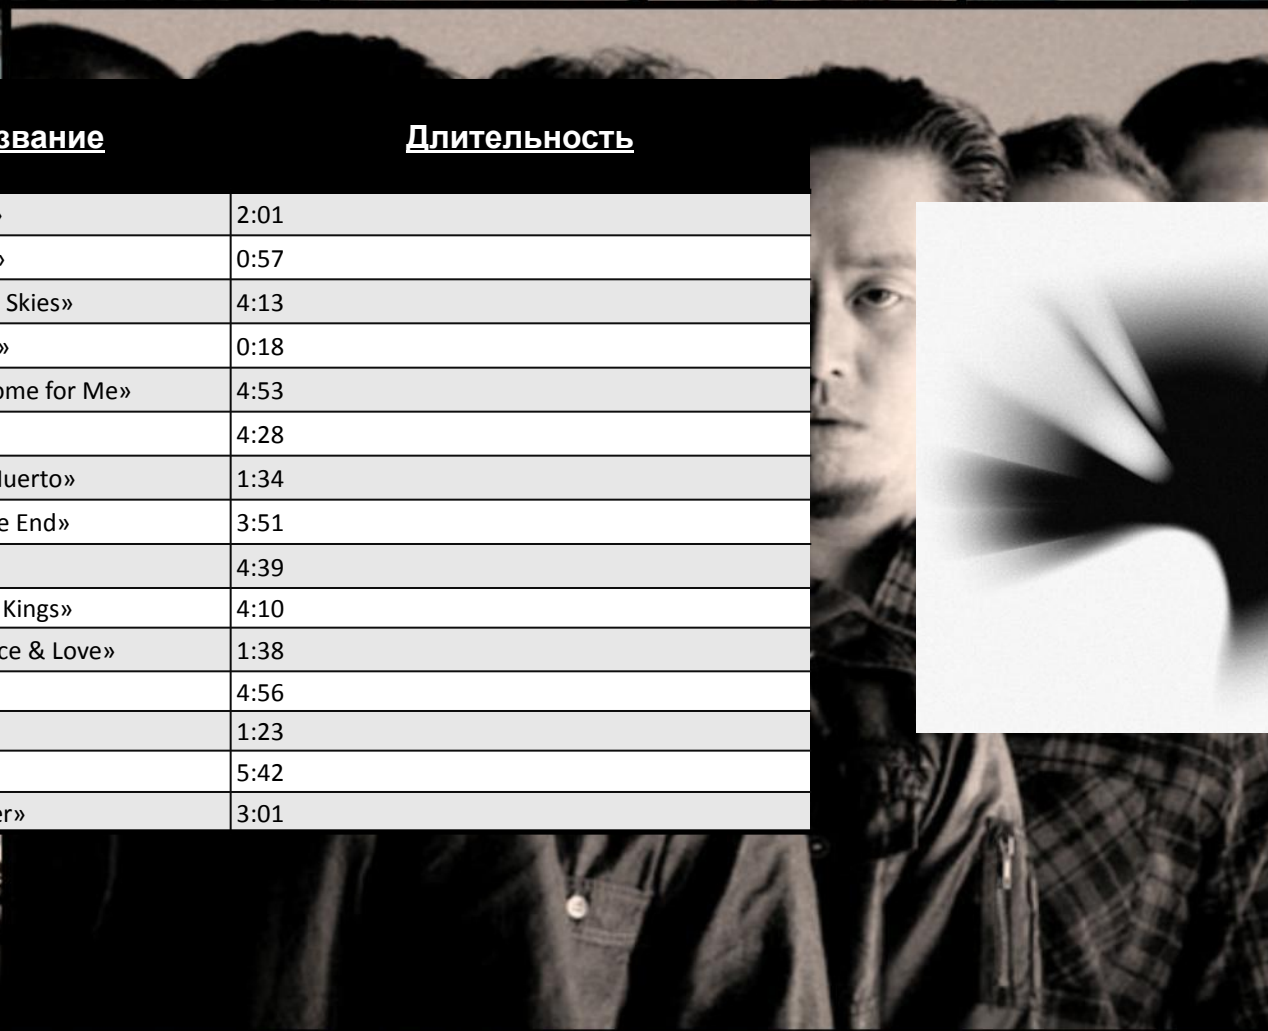 звание Длительность
» 2:01
» 0:57
Skies» 4:13
» 0:18
ome for Me» 4:53
4:28
uerto» 1:34
e End» 3:51
4:39
Kings» 4:10
ce & Love» 1:38
4:56
1:23
5:42
er» 3:01